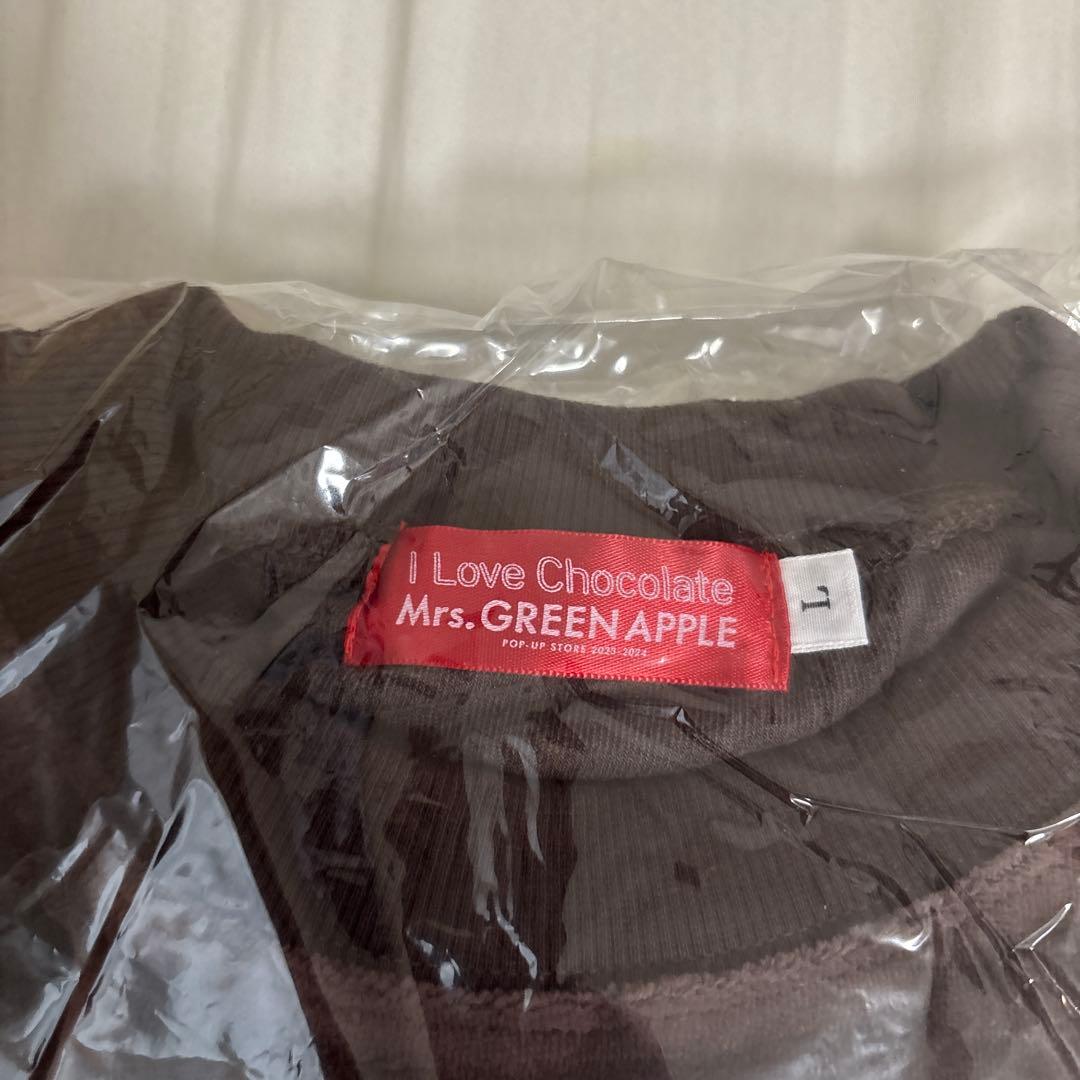 I Love Chocolate
Mrs. GREEN APPLE
POP-UP STORE 2023-2024
L